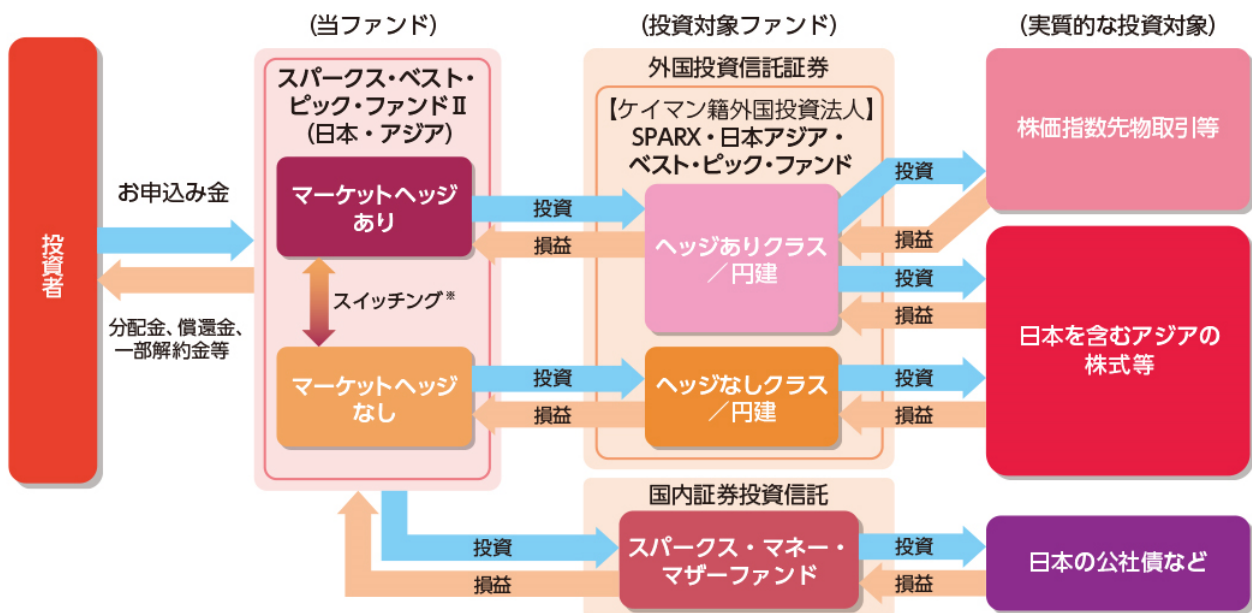 (当ファンド)
(投資対象ファンド)
(実質的な投資対象)
投資者
お申込み金
分配金、償還金、
一部解約金等
スパークス・ベスト・
ピック・ファンドⅡ
(日本・アジア)
マーケットヘッジ
あり
スイッチング※
マーケットヘッジ
なし
投資
損益
投資
損益
外国投資信託証券
【ケイマン籍外国投資法人】
SPARX・日本アジア・
ベスト・ピック・ファンド
ヘッジありクラス
/円建
ヘッジなしクラス
/円建
投資
損益
投資
損益
投資
損益
株価指数先物取引等
日本を含むアジアの
株式等
投資
損益
国内証券投資信託
スパークス・マネー・
マザーファンド
投資
損益
日本の公社債など